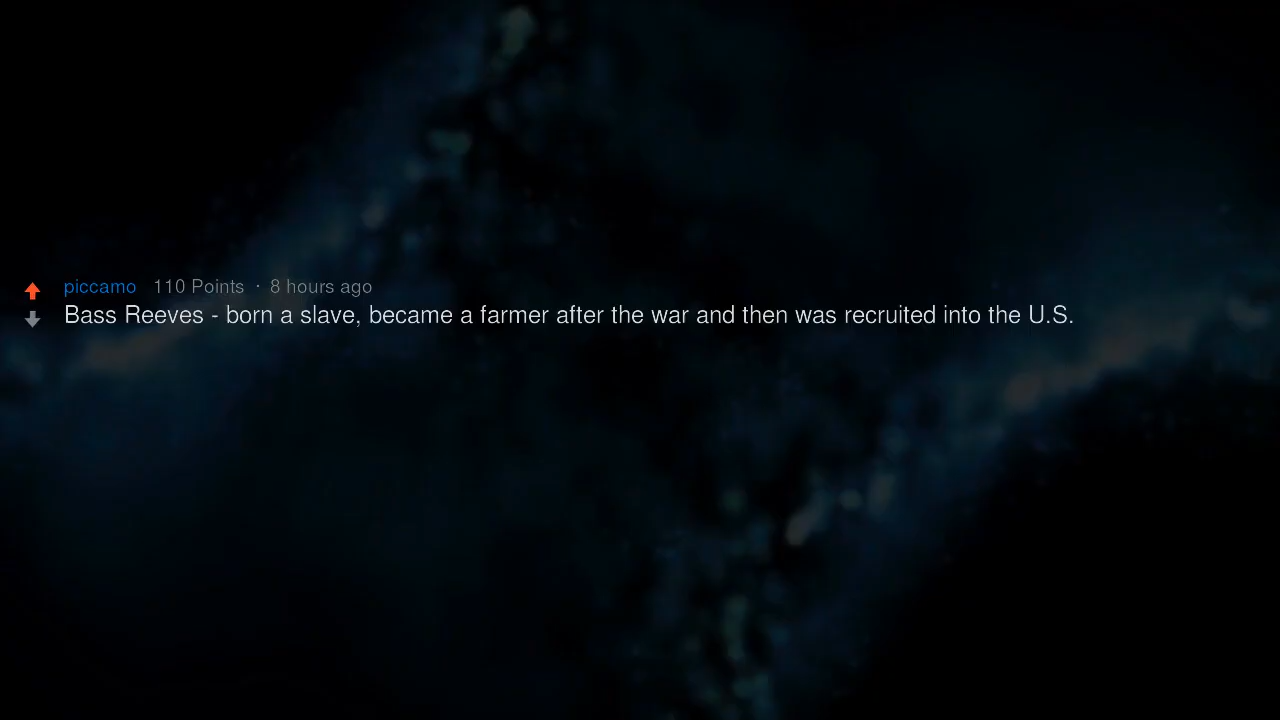 piccamo 110 Points · 8 hours ago
Bass Reeves - born a slave, became a farmer after the war and then was recruited into the U.S.